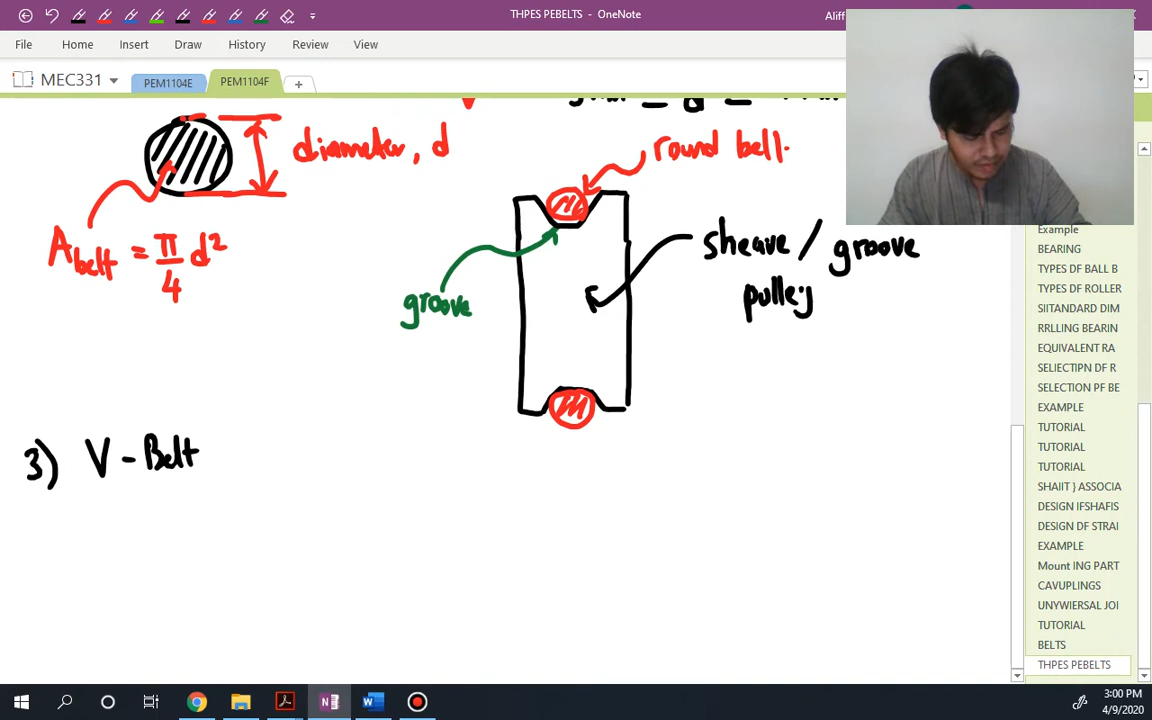 THPES PEBELTS - OneNote
Aliff
File Home Insert Draw History Review View
MEC331
PEM1104E
PEM1104F
diameter, d
round belt
A belt = π/4 d²
groove
sheave / groove
pulley
3) V - Belt
Example
BEARING
TYPES DF BALL B
TYPES DF ROLLER
SIITANDARD DIM
RRLLING BEARIN
EQUIVALENT RA
SELIECTIPN DF R
SELECTION PF BE
EXAMPLE
TUTORIAL
TUTORIAL
TUTORIAL
SHAIIT } ASSOCIA
DESIGN IFSHAFIS
DESIGN DF STRAI
EXAMPLE
Mount ING PART
CAVUPLINGS
UNYWIERSAL JOI
TUTORIAL
BELTS
THPES PEBELTS
3:00 PM
4/9/2020